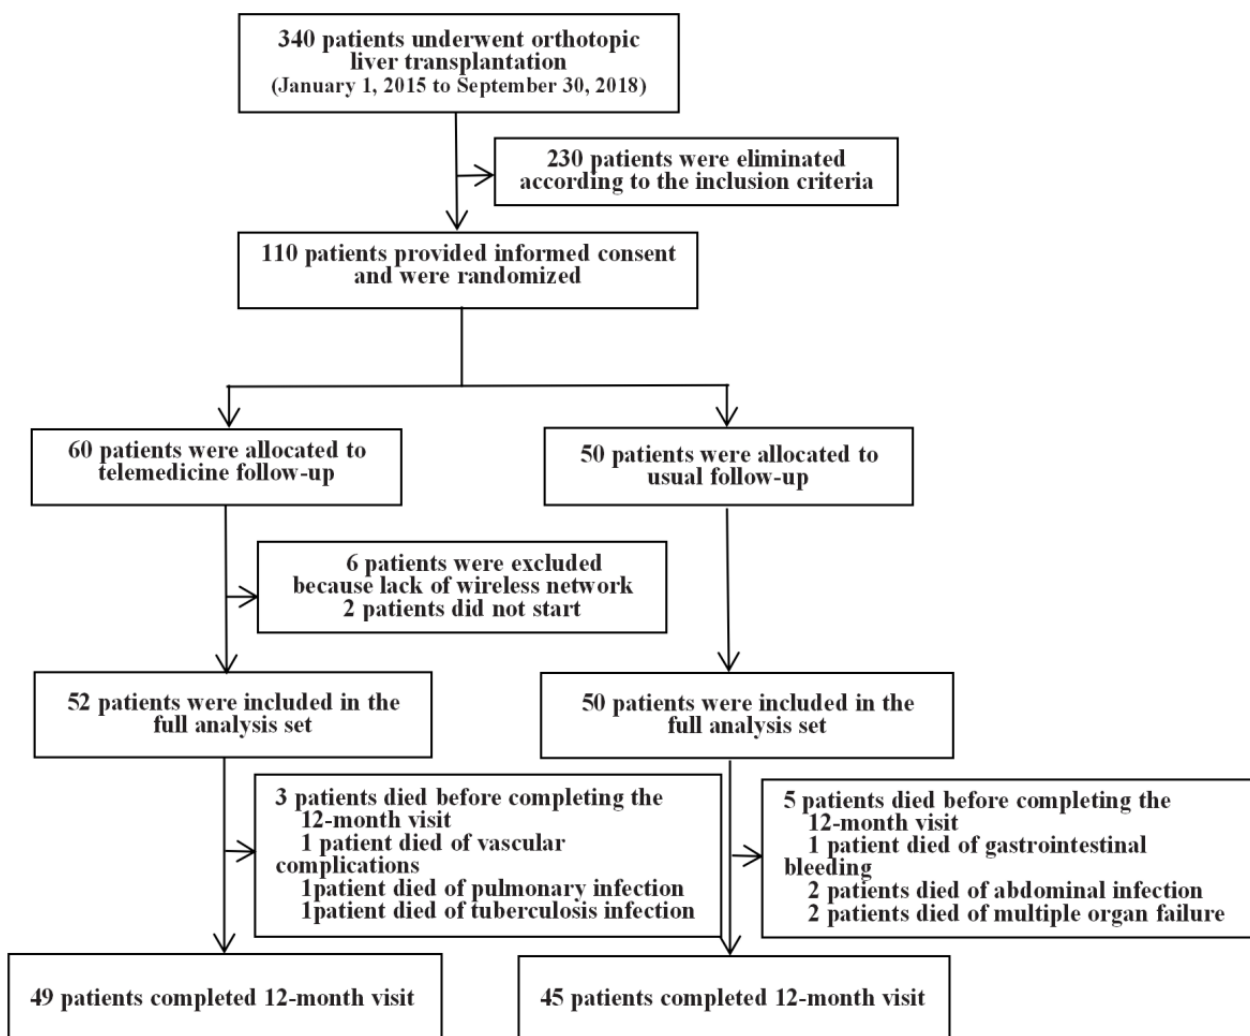 340 patients underwent orthotopic
liver transplantation
(January 1, 2015 to September 30, 2018)
230 patients were eliminated
according to the inclusion criteria
110 patients provided informed consent
and were randomized
60 patients were allocated to
telemedicine follow-up
50 patients were allocated to
usual follow-up
6 patients were excluded
because lack of wireless network
2 patients did not start
52 patients were included in the
full analysis set
50 patients were included in the
full analysis set
3 patients died before completing the
12-month visit
1 patient died of vascular
complications
1patient died of pulmonary infection
1patient died of tuberculosis infection
5 patients died before completing the
12-month visit
1 patient died of gastrointestinal
bleeding
2 patients died of abdominal infection
2 patients died of multiple organ failure
49 patients completed 12-month visit
45 patients completed 12-month visit